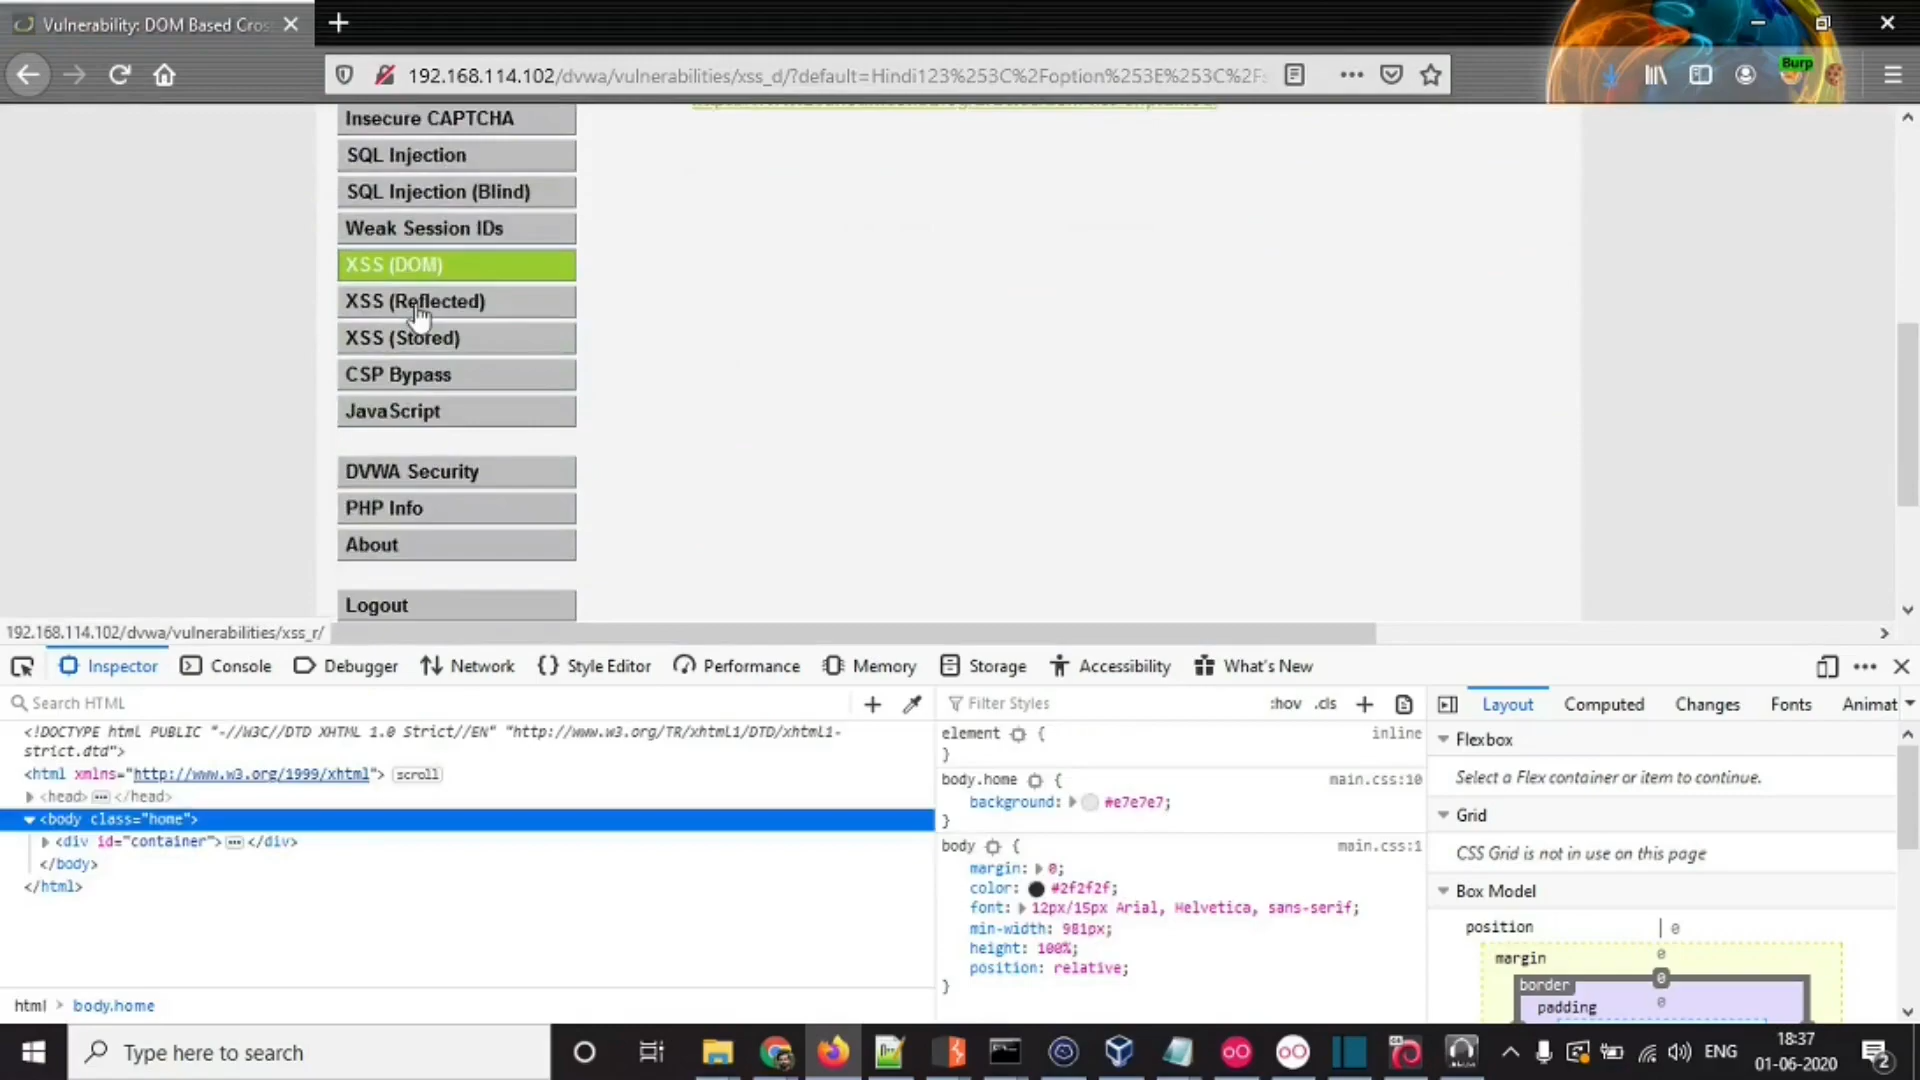 Vulnerability: DOM Based Cros
192.168.114.102/dvwa/vulnerabilities/xss_d/?default=Hindi123%253C%2Foption%253E%253C%2Fs
Burp
Insecure CAPTCHA
SQL Injection
SQL Injection (Blind)
Weak Session IDs
XSS (DOM)
XSS (Reflected)
XSS (Stored)
CSP Bypass
JavaScript
DVWA Security
PHP Info
About
Logout
192.168.114.102/dvwa/vulnerabilities/xss_r/
Inspector Console Debugger Network Style Editor Performance Memory Storage Accessibility What's New
Search HTML
Filter Styles
:hov .cls
Layout Computed Changes Fonts Animat
<!DOCTYPE html PUBLIC "-//W3C//DTD XHTML 1.0 Strict//EN" "http://www.w3.org/TR/xhtml1/DTD/xhtml1-
strict.dtd">
<html xmlns="http://www.w3.org/1999/xhtml"> scroll
<head> ••• </head>
<body class="home">
<div id="container"> ••• </div>
</body>
</html>
html > body.home
element { inline
}
body.home { main.css:10
background: #e7e7e7;
}
body { main.css:1
margin: 0;
color: #2f2f2f;
font: 12px/15px Arial, Helvetica, sans-serif;
min-width: 981px;
height: 100%;
position: relative;
}
Flexbox
Select a Flex container or item to continue.
Grid
CSS Grid is not in use on this page
Box Model
position 0
margin 0
border 0
padding 0
Type here to search
ENG
18:37
01-06-2020
2